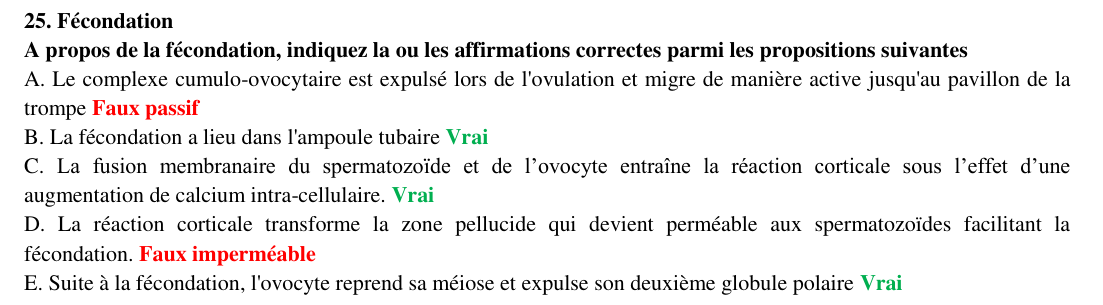 25. Fécondation
A propos de la fécondation, indiquez la ou les affirmations correctes parmi les propositions suivantes
A. Le complexe cumulo-ovocytaire est expulsé lors de l'ovulation et migre de manière active jusqu'au pavillon de la
trompe Faux passif
B. La fécondation a lieu dans l'ampoule tubaire Vrai
C. La fusion membranaire du spermatozoïde et de l’ovocyte entraîne la réaction corticale sous l’effet d’une
augmentation de calcium intra-cellulaire. Vrai
D. La réaction corticale transforme la zone pellucide qui devient perméable aux spermatozoïdes facilitant la
fécondation. Faux imperméable
E. Suite à la fécondation, l'ovocyte reprend sa méiose et expulse son deuxième globule polaire Vrai